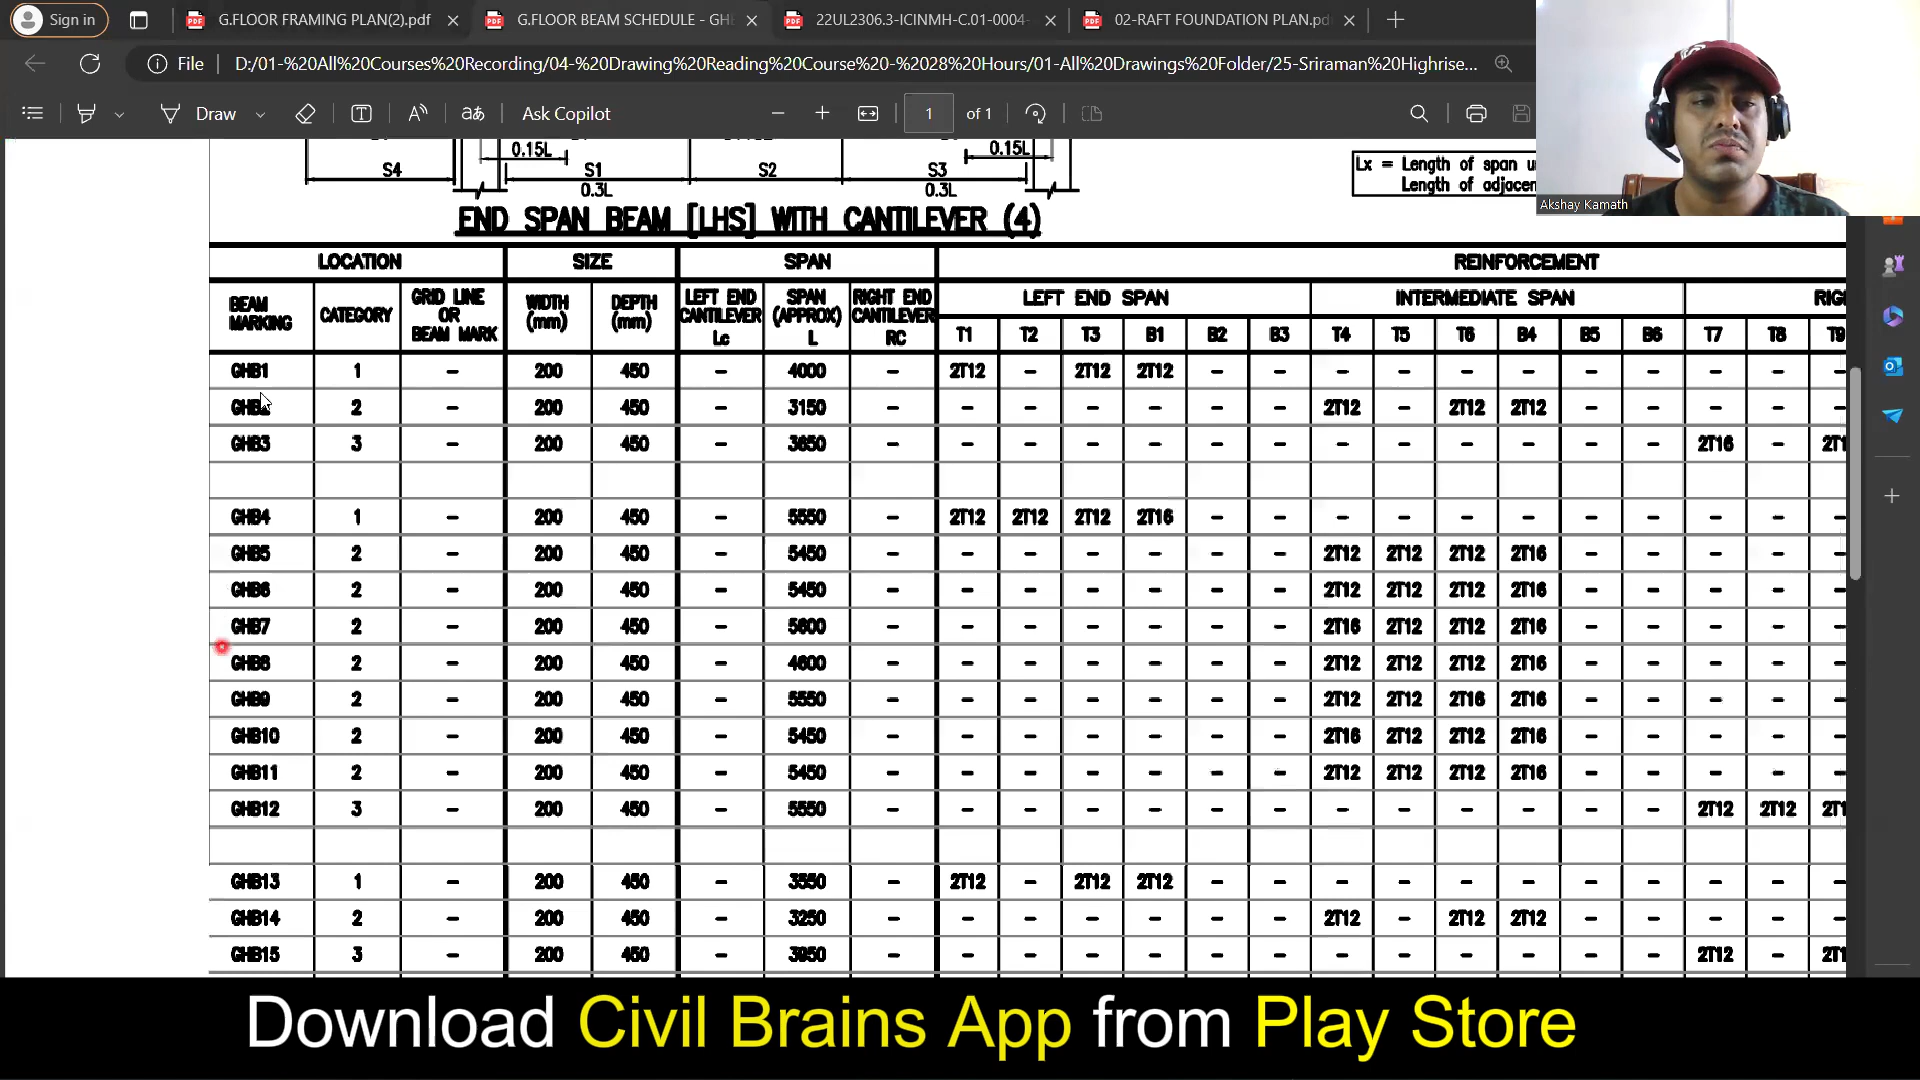 Sign in
G.FLOOR FRAMING PLAN(2).pdf
G.FLOOR BEAM SCHEDULE - GH
22UL2306.3-ICINMH-C.01-0004-
02-RAFT FOUNDATION PLAN.pd
File
D:/01-%20All%20Courses%20Recording/04-%20Drawing%20Reading%20Course%20-%2028%20Hours/01-All%20Drawings%20Folder/25-Sriraman%20Highrise...
Draw
aあ
Ask Copilot
1
of 1
Akshay Kamath
0.15L
0.15L
S4
S1
S2
S3
0.3L
0.3L
Lx = Length of span
Length of adjacen
END SPAN BEAM [LHS] WITH CANTILEVER (4)
LOCATION SIZE SPAN REINFORCEMENT
BEAM MARKING
CATEGORY
GRID LINE OR BEAM MARK
WIDTH (mm)
DEPTH (mm)
LEFT END CANTILEVER Lc
SPAN (APPROX) L
RIGHT END CANTILEVER RC
LEFT END SPAN
INTERMEDIATE SPAN
RIG
T1 T2 T3 B1 B2 B3 T4 T5 T6 B4 B5 B6 T7 T8 T9
GHB1 1 - 200 450 - 4000 - 2T12 - 2T12 2T12 - - - - - - - - - - -
GHB2 2 - 200 450 - 3150 - - - - - - - 2T12 - 2T12 2T12 - - - - -
GHB3 3 - 200 450 - 3650 - - - - - - - - - - - - - 2T16 - 2T1
GHB4 1 - 200 450 - 5550 - 2T12 2T12 2T12 2T16 - - - - - - - - - - -
GHB5 2 - 200 450 - 5450 - - - - - - - 2T12 2T12 2T12 2T16 - - - - -
GHB6 2 - 200 450 - 5450 - - - - - - - 2T12 2T12 2T12 2T16 - - - - -
GHB7 2 - 200 450 - 5600 - - - - - - - 2T16 2T12 2T12 2T16 - - - - -
GHB8 2 - 200 450 - 4600 - - - - - - - 2T12 2T12 2T12 2T16 - - - - -
GHB9 2 - 200 450 - 5550 - - - - - - - 2T12 2T12 2T16 2T16 - - - - -
GHB10 2 - 200 450 - 5450 - - - - - - - 2T16 2T12 2T12 2T16 - - - - -
GHB11 2 - 200 450 - 5450 - - - - - - - 2T12 2T12 2T12 2T16 - - - - -
GHB12 3 - 200 450 - 5550 - - - - - - - - - - - - - 2T12 2T12 2T1
GHB13 1 - 200 450 - 3550 - 2T12 - 2T12 2T12 - - - - - - - - - - -
GHB14 2 - 200 450 - 3250 - - - - - - - 2T12 - 2T12 2T12 - - - - -
GHB15 3 - 200 450 - 3950 - - - - - - - - - - - - - 2T12 - 2T1
Download Civil Brains App from Play Store